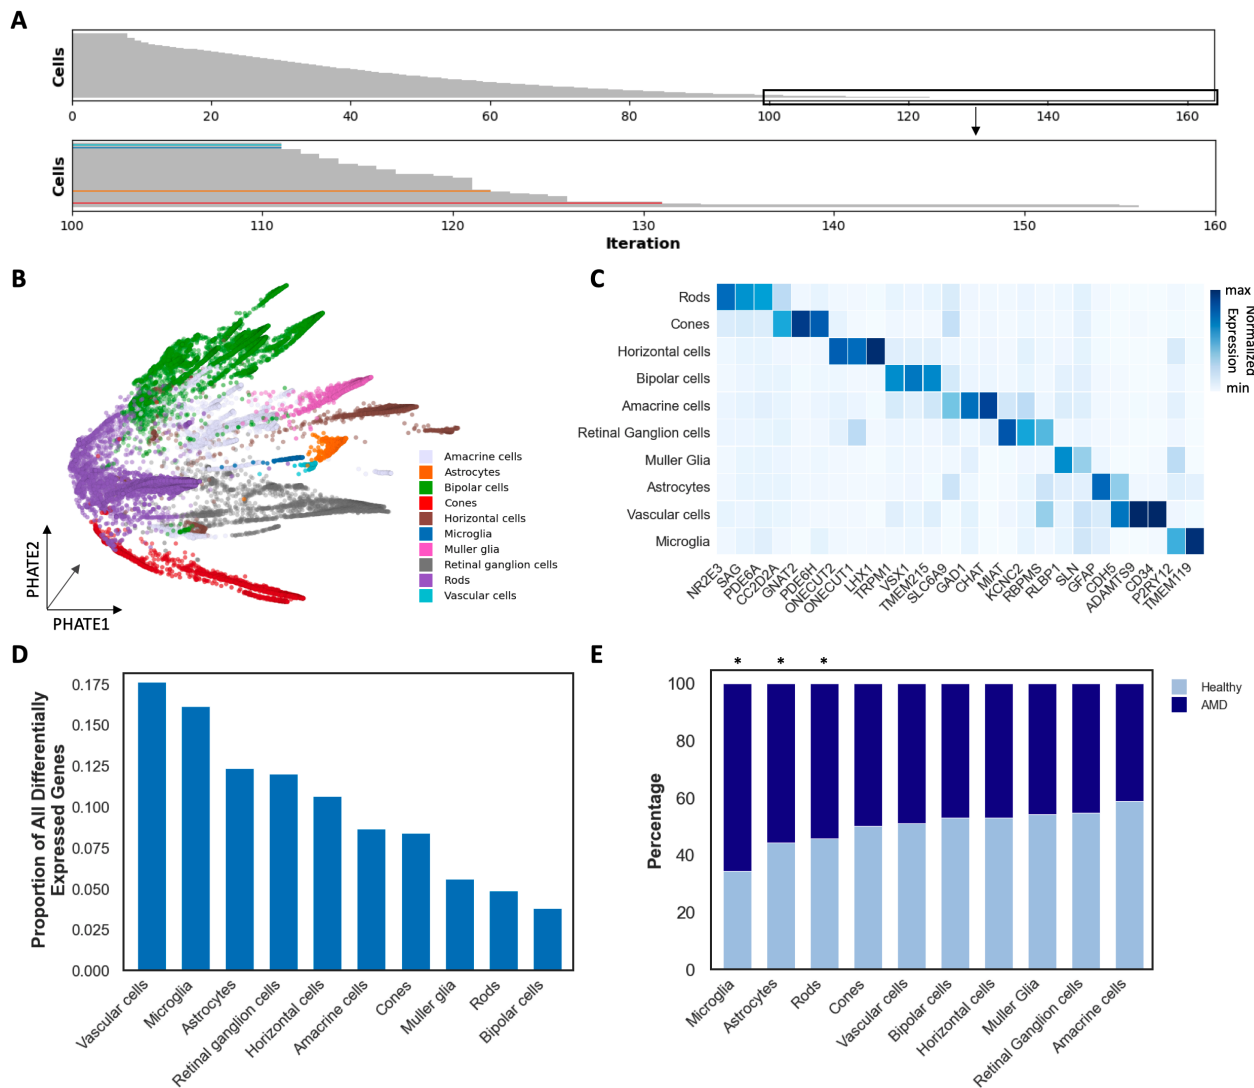 A
Cells
0 20 40 60 80 100 120 140 160
Cells
100 110 120 130 140 150 160
Iteration
B
PHATE2
PHATE1
Amacrine cells
Astrocytes
Bipolar cells
Cones
Horizontal cells
Microglia
Muller glia
Retinal ganglion cells
Rods
Vascular cells
C
Rods
Cones
Horizontal cells
Bipolar cells
Amacrine cells
Retinal Ganglion cells
Muller Glia
Astrocytes
Vascular cells
Microglia
NR2E3 SAG PDE6A CC2D2A GNAT2 PDE6H ONECUT2 ONECUT1 LHX1 TRPM1 VSX1 TMEM215 SLC6A9 GAD1 CHAT MIAT KCNC2 RBPMS RLBP1 SLN GFAP CDH5 ADAMTS9 CD34 P2RY12 TMEM119
max
Normalized
Expression
min
D
Proportion of All Differentially
Expressed Genes
0.175
0.150
0.125
0.100
0.075
0.050
0.025
0.000
Vascular cells Microglia Astrocytes Retinal ganglion cells Horizontal cells Amacrine cells Cones Muller glia Rods Bipolar cells
E
* * *
Percentage
100
80
60
40
20
0
Microglia Astrocytes Rods Cones Vascular cells Bipolar cells Horizontal cells Muller Glia Retinal Ganglion cells Amacrine cells
Healthy
AMD